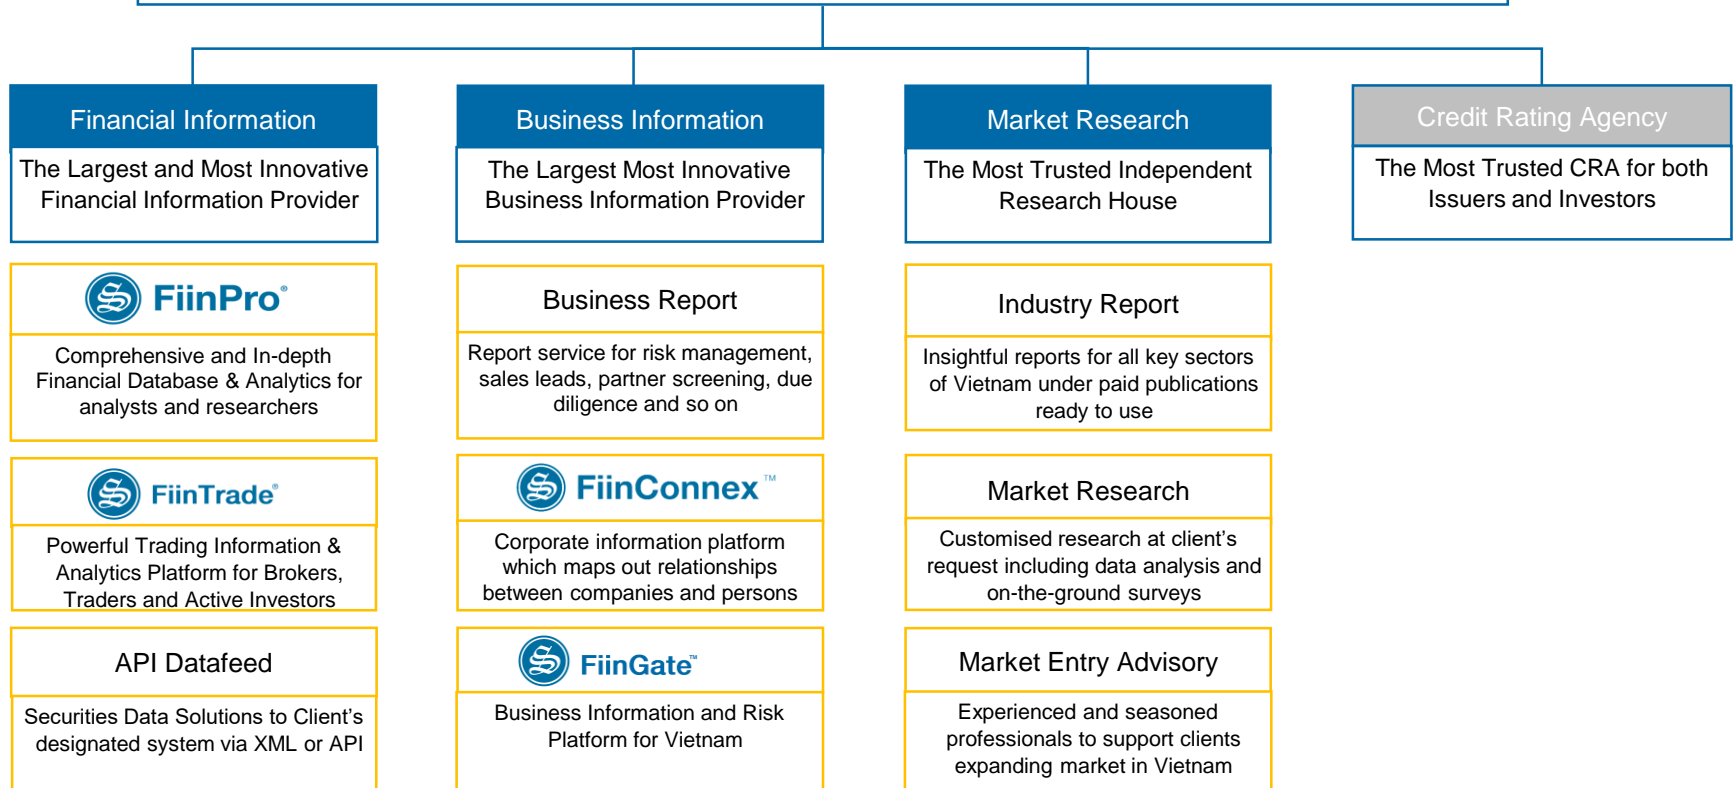 Financial Information
The Largest and Most Innovative
Financial Information Provider
FiinPro®
Comprehensive and In-depth
Financial Database & Analytics for
analysts and researchers
FiinTrade®
Powerful Trading Information &
Analytics Platform for Brokers,
Traders and Active Investors
API Datafeed
Securities Data Solutions to Client's
designated system via XML or API
Business Information
The Largest Most Innovative
Business Information Provider
Business Report
Report service for risk management,
sales leads, partner screening, due
diligence and so on
FiinConnex™
Corporate information platform
which maps out relationships
between companies and persons
FiinGate™
Business Information and Risk
Platform for Vietnam
Market Research
The Most Trusted Independent
Research House
Industry Report
Insightful reports for all key sectors
of Vietnam under paid publications
ready to use
Market Research
Customised research at client's
request including data analysis and
on-the-ground surveys
Market Entry Advisory
Experienced and seasoned
professionals to support clients
expanding market in Vietnam
Credit Rating Agency
The Most Trusted CRA for both
Issuers and Investors